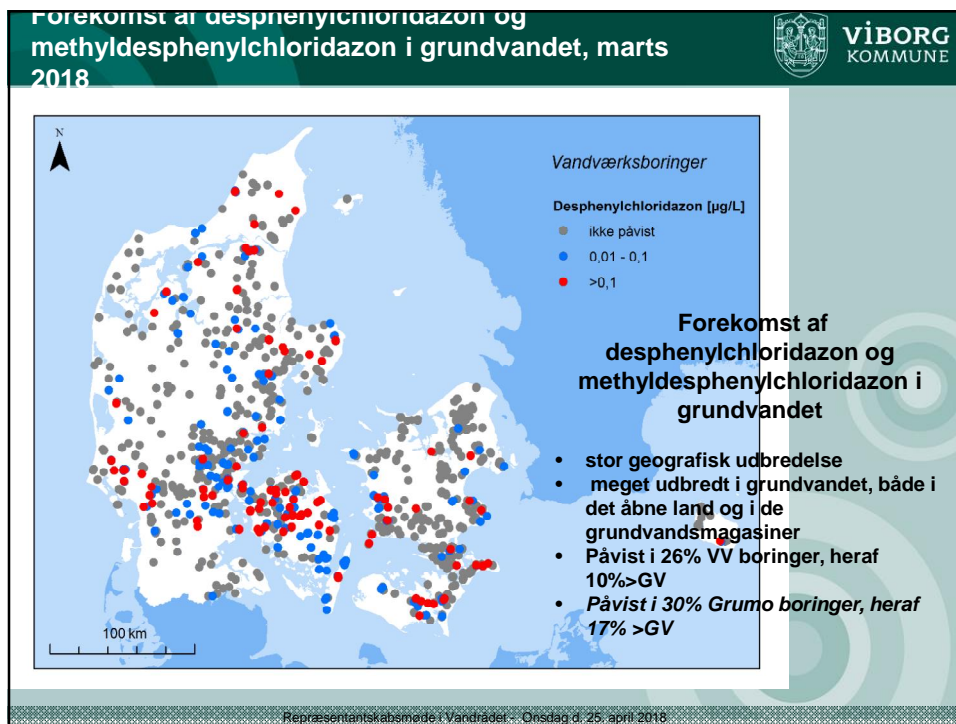 Forekomst af desphenylchloridazon og
methyldesphenylchloridazon i grundvandet, marts
2018
VIBORG
KOMMUNE
N
Vandværksboringer
Desphenylchloridazon [µg/L]
ikke påvist
0,01 - 0,1
>0,1
Forekomst af
desphenylchloridazon og
methyldesphenylchloridazon i
grundvandet
• stor geografisk udbredelse
• meget udbredt i grundvandet, både i
det åbne land og i de
grundvandsmagasiner
• Påvist i 26% VV boringer, heraf
10%>GV
• Påvist i 30% Grumo boringer, heraf
17% >GV
100 km
Repræsentantskabsmøde i Vandrådet - Onsdag d. 25. april 2018